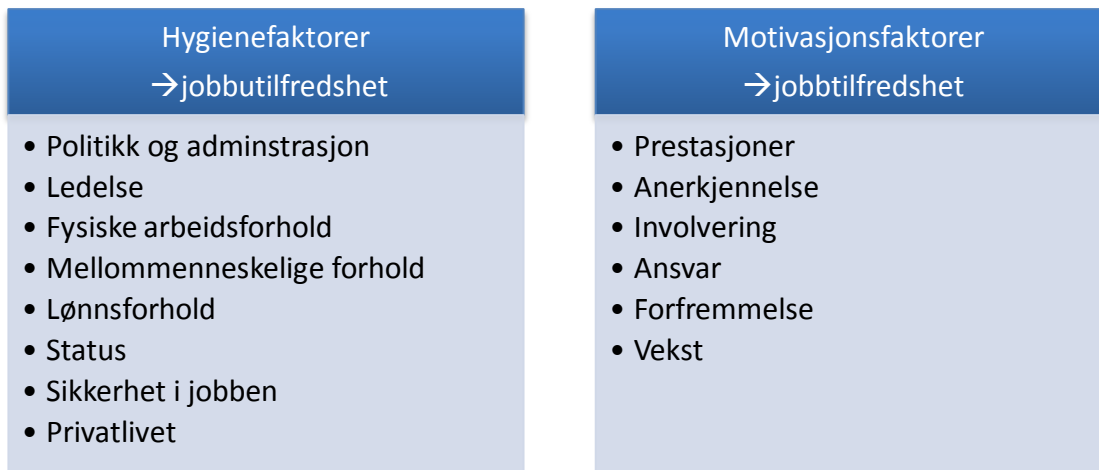 Hygienefaktorer
→jobbutilfredshet
• Politikk og adminstrasjon
• Ledelse
• Fysiske arbeidsforhold
• Mellommenneskelige forhold
• Lønnsforhold
• Status
• Sikkerhet i jobben
• Privatlivet
Motivasjonsfaktorer
→jobbtilfredshet
• Prestasjoner
• Anerkjennelse
• Involvering
• Ansvar
• Forfremmelse
• Vekst